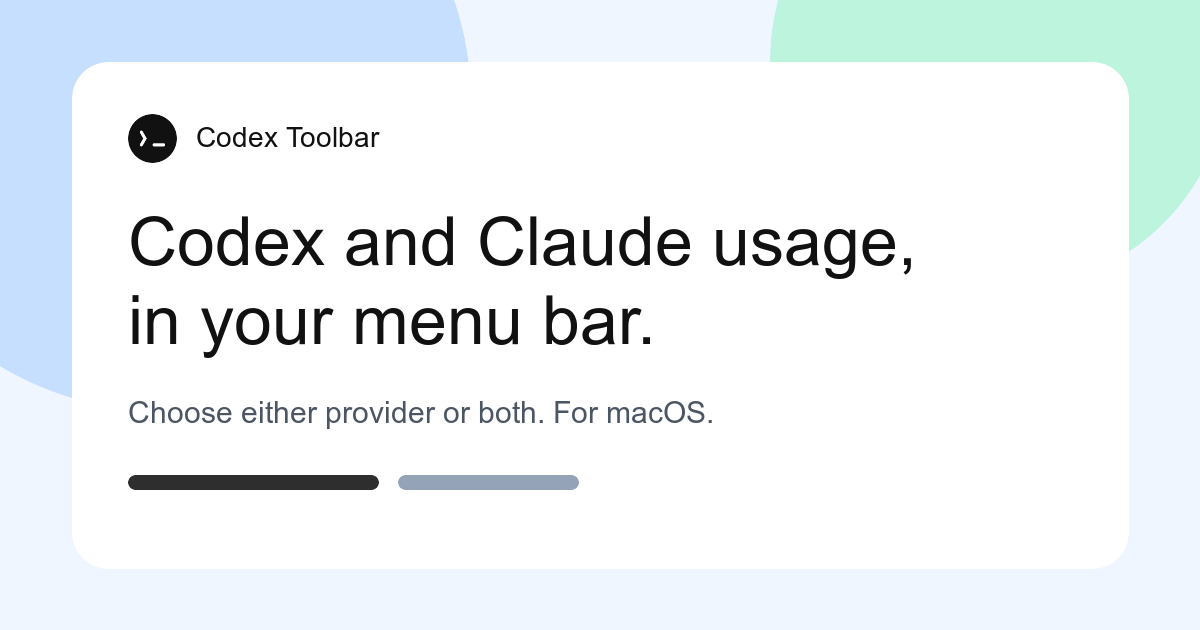 Codex Toolbar
Codex and Claude usage,
in your menu bar.
Choose either provider or both. For macOS.